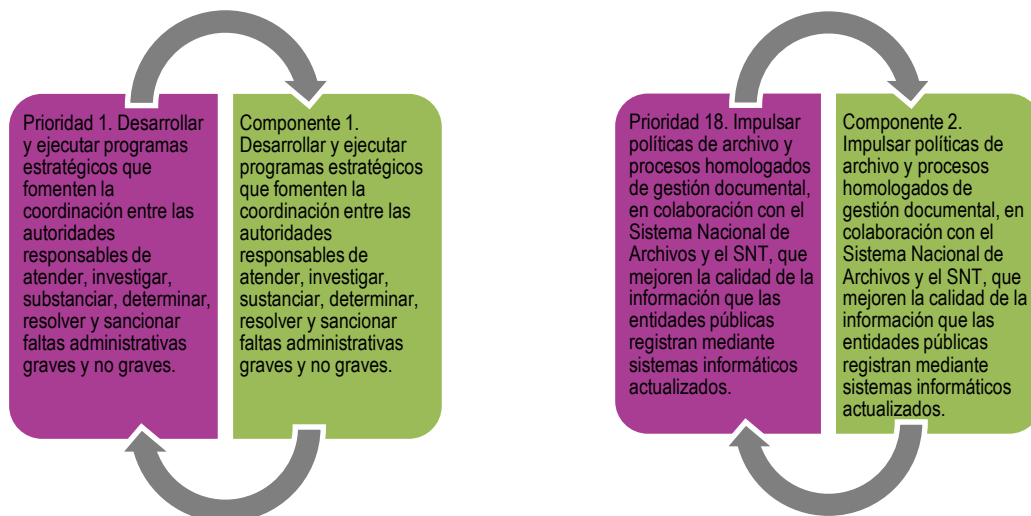 Prioridad 1. Desarrollar
y ejecutar programas
estratégicos que
fomenten la
coordinación entre las
autoridades
responsables de
atender, investigar,
substanciar, determinar,
resolver y sancionar
faltas administrativas
graves y no graves.
Componente 1.
Desarrollar y ejecutar
programas estratégicos
que fomenten la
coordinación entre las
autoridades
responsables de
atender, investigar,
sustanciar, determinar,
resolver y sancionar
faltas administrativas
graves y no graves.
Prioridad 18. Impulsar
políticas de archivo y
procesos homologados
de gestión documental,
en colaboración con el
Sistema Nacional de
Archivos y el SNT, que
mejoren la calidad de la
información que las
entidades públicas
registran mediante
sistemas informáticos
actualizados.
Componente 2.
Impulsar políticas de
archivo y procesos
homologados de
gestión documental, en
colaboración con el
Sistema Nacional de
Archivos y el SNT, que
mejoren la calidad de la
información que las
entidades públicas
registran mediante
sistemas informáticos
actualizados.